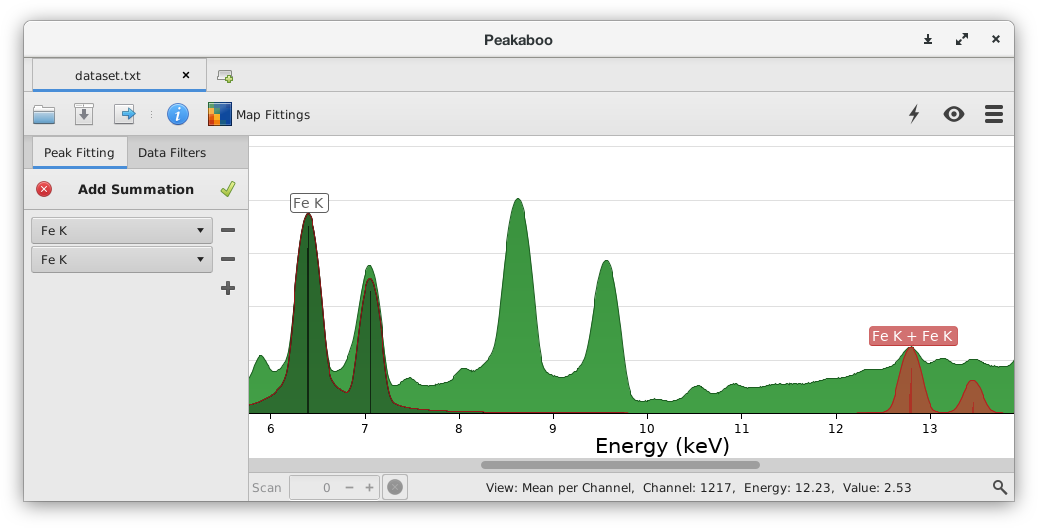 Peakaboo
dataset.txt
Map Fittings
Peak Fitting Data Filters
Add Summation
Fe K
Fe K
Fe K
Fe K + Fe K
6 7 8 9 10 11 12 13
Energy (keV)
Scan 0 View: Mean per Channel, Channel: 1217, Energy: 12.23, Value: 2.53